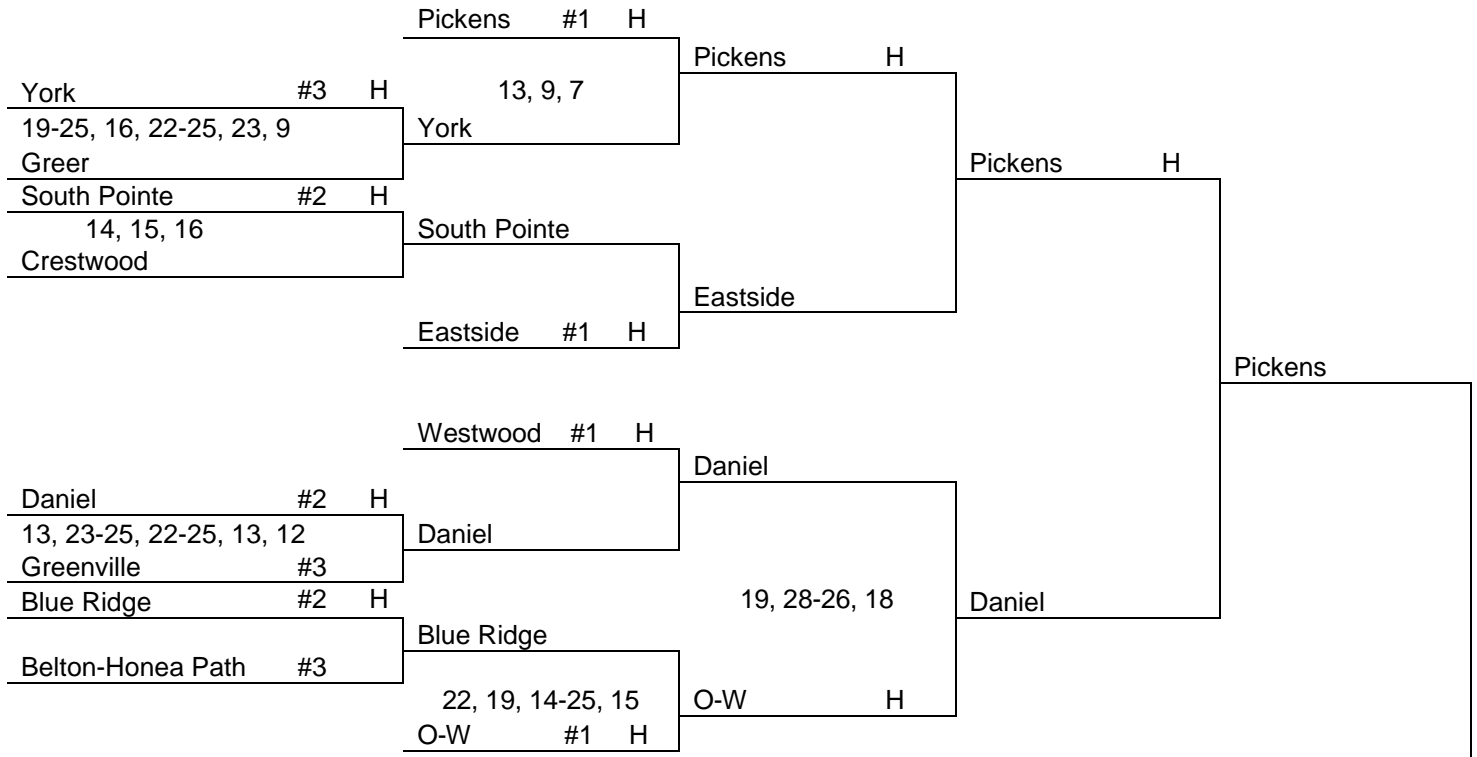 Pickens #1 H
Pickens H
York #3 H
13, 9, 7
19-25, 16, 22-25, 23, 9
York
Greer
Pickens H
South Pointe #2 H
14, 15, 16
South Pointe
Crestwood
Eastside
Eastside #1 H
Pickens
Westwood #1 H
Daniel
Daniel #2 H
13, 23-25, 22-25, 13, 12
Daniel
Greenville #3
Blue Ridge #2 H
19, 28-26, 18
Daniel
Blue Ridge
Belton-Honea Path #3
22, 19, 14-25, 15
O-W H
O-W #1 H